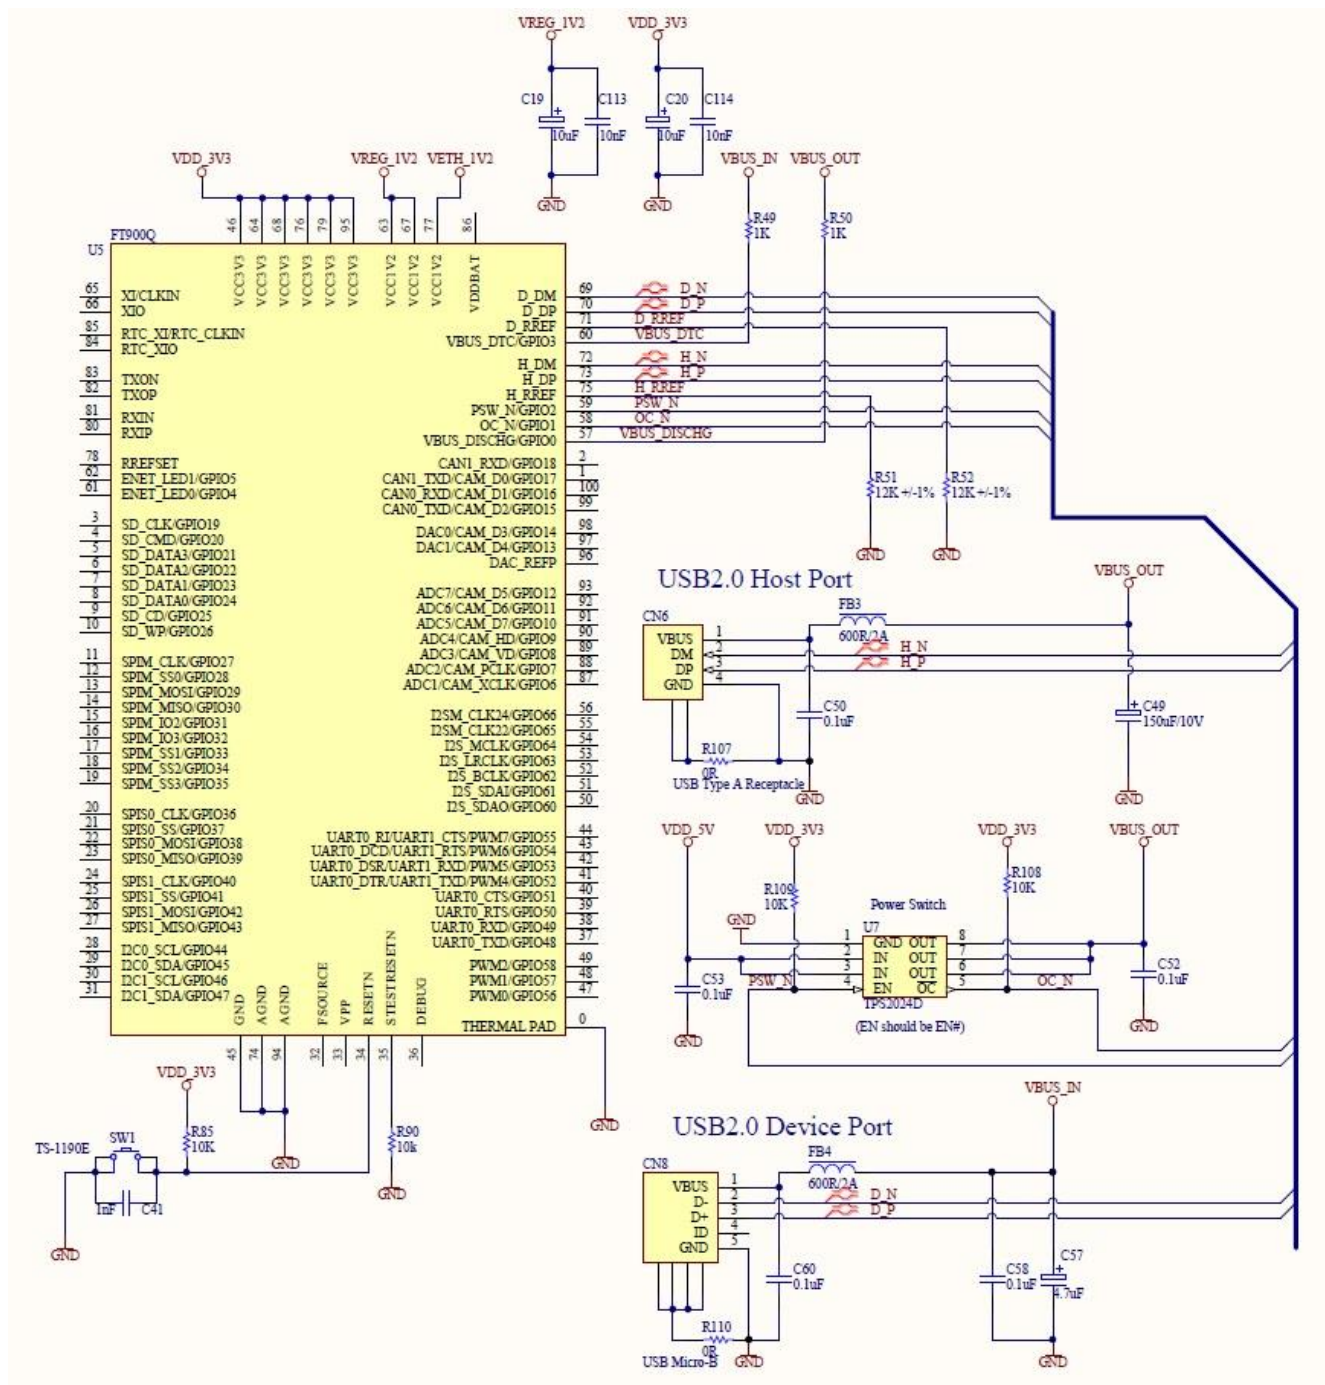 VREG_1V2 VDD_3V3
C19 C113 C20 C114
+ +
10uF 10nF 10uF 10nF
GND GND
VDD_3V3 VREG_1V2 VETH_1V2 VBUS_IN VBUS_OUT
46 64 68 76 79 95 63 67 77 86
R49 R50
1K 1K
FT900Q
U5
VCC3V3 VCC3V3 VCC3V3 VCC3V3 VCC3V3 VCC3V3 VCC1V2 VCC1V2 VCC1V2 VDDBAT
65 XI/CLKIN
66 XIO
85 RTC_XI/RTC_CLKIN
84 RTC_XIO
83 TXON
82 TXOP
81 RXIN
80 RXIP
78 RREFSET
62 ENET_LED1/GPIO5
61 ENET_LED0/GPIO4
3 SD_CLK/GPIO19
4 SD_CMD/GPIO20
5 SD_DATA3/GPIO21
6 SD_DATA2/GPIO22
7 SD_DATA1/GPIO23
8 SD_DATA0/GPIO24
9 SD_CD/GPIO25
10 SD_WP/GPIO26
11 SPIM_CLK/GPIO27
12 SPIM_SS0/GPIO28
13 SPIM_MOSI/GPIO29
14 SPIM_MISO/GPIO30
15 SPIM_IO2/GPIO31
16 SPIM_IO3/GPIO32
17 SPIM_SS1/GPIO33
18 SPIM_SS2/GPIO34
19 SPIM_SS3/GPIO35
20 SPIS0_CLK/GPIO36
21 SPIS0_SS/GPIO37
22 SPIS0_MOSI/GPIO38
23 SPIS0_MISO/GPIO39
24 SPIS1_CLK/GPIO40
25 SPIS1_SS/GPIO41
26 SPIS1_MOSI/GPIO42
27 SPIS1_MISO/GPIO43
28 I2C0_SCL/GPIO44
29 I2C0_SDA/GPIO45
30 I2C1_SCL/GPIO46
31 I2C1_SDA/GPIO47
D_DM 69 D_N
D_DP 70 D_P
D_RREF 71 D_RREF
VBUS_DTC/GPIO3 60 VBUS_DTC
H_DM 72 H_N
H_DP 73 H_P
H_RREF 75 H_RREF
PSW_N/GPIO2 59 PSW_N
OC_N/GPIO1 58 OC_N
VBUS_DISCHG/GPIO0 57 VBUS_DISCHG
CAN1_RXD/GPIO18 2
CAN1_TXD/CAM_D0/GPIO17 1
CAN0_RXD/CAM_D1/GPIO16 100
CAN0_TXD/CAM_D2/GPIO15 99
DAC0/CAM_D3/GPIO14 98
DAC1/CAM_D4/GPIO13 97
DAC_REFP 96
ADC7/CAM_D5/GPIO12 93
ADC6/CAM_D6/GPIO11 92
ADC5/CAM_D7/GPIO10 91
ADC4/CAM_HD/GPIO9 90
ADC3/CAM_VD/GPIO8 89
ADC2/CAM_PCLK/GPIO7 88
ADC1/CAM_XCLK/GPIO6 87
I2SM_CLK24/GPIO66 56
I2SM_CLK22/GPIO65 55
I2S_MCLK/GPIO64 54
I2S_LRCLK/GPIO63 53
I2S_BCLK/GPIO62 52
I2S_SDAI/GPIO61 51
I2S_SDAO/GPIO60 50
UART0_RI/UART1_CTS/PWM7/GPIO55 44
UART0_DCD/UART1_RTS/PWM6/GPIO54 43
UART0_DSR/UART1_RXD/PWM5/GPIO53 42
UART0_DTR/UART1_TXD/PWM4/GPIO52 41
UART0_CTS/GPIO51 40
UART0_RTS/GPIO50 39
UART0_RXD/GPIO49 38
UART0_TXD/GPIO48 37
PWM2/GPIO58 49
PWM1/GPIO57 48
PWM0/GPIO56 47
THERMAL PAD 0
GND AGND AGND FSOURCE VPP RESETN STESTRESETN DEBUG
45 74 94 32 33 34 35 36
R51 R52
12K +/-1% 12K +/-1%
GND GND
VDD_3V3
R85
10K
SW1
TS-1190E
1nF C41
GND
GND
R90
10k
GND
GND
USB2.0 Host Port
VBUS_OUT
CN6
FB3
600R/2A
VBUS 1
DM 2 H_N
DP 3 H_P
GND 4
C50
0.1uF
+ C49
150uF/10V
R107
0R
USB Type A Receptacle
GND GND
VDD_5V VDD_3V3 VDD_3V3 VBUS_OUT
R109
10K
R108
10K
Power Switch
GND
U7
1 GND OUT 8
2 IN OUT 7
3 IN OUT 6
4 EN OC 5
PSW_N OC_N
TPS2024D
C53
0.1uF
C52
0.1uF
(EN should be EN#)
GND GND
USB2.0 Device Port
VBUS_IN
CN8
FB4
600R/2A
VBUS 1
D- 2 D_N
D+ 3 D_P
ID 4
GND 5
C60
0.1uF
C58
0.1uF
C57
+
4.7uF
R110
0R
USB Micro-B GND GND